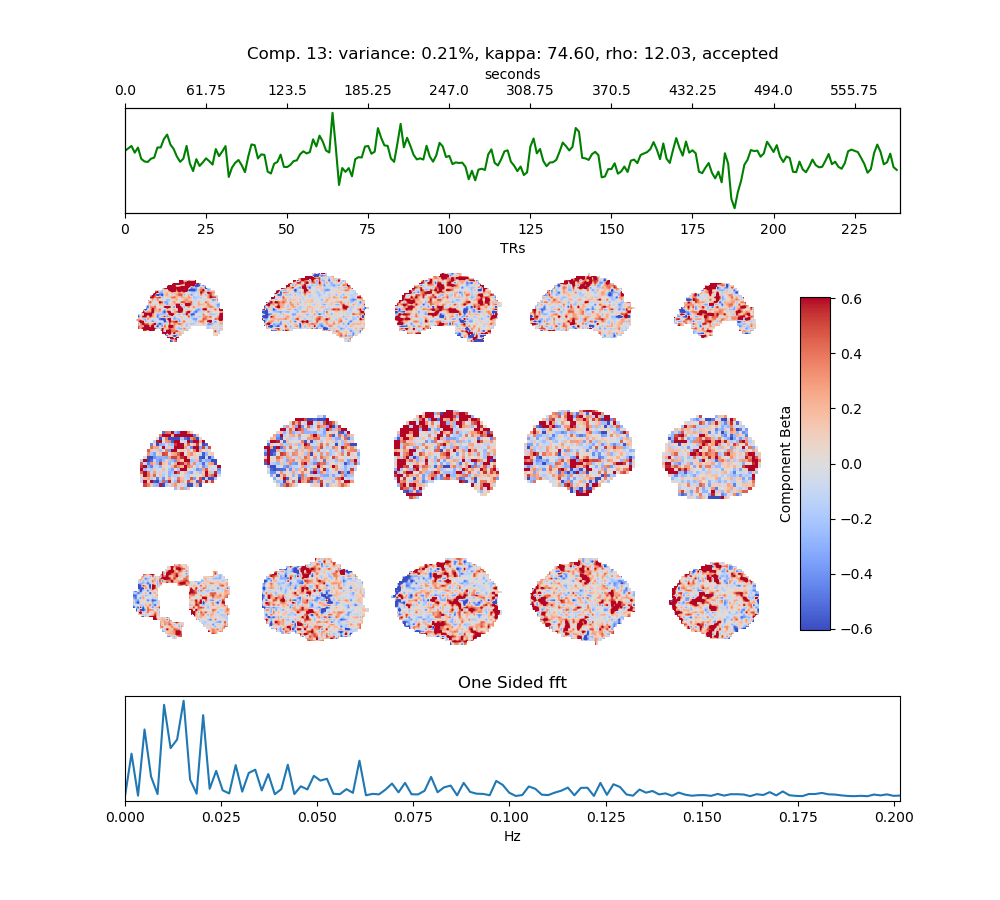 Comp. 13: variance: 0.21%, kappa: 74.60, rho: 12.03, accepted
seconds
0.0 61.75 123.5 185.25 247.0 308.75 370.5 432.25 494.0 555.75
0 25 50 75 100 125 150 175 200 225
TRs
0.6
0.4
0.2
0.0
−0.2
−0.4
−0.6
Component Beta
One Sided fft
0.000 0.025 0.050 0.075 0.100 0.125 0.150 0.175 0.200
Hz